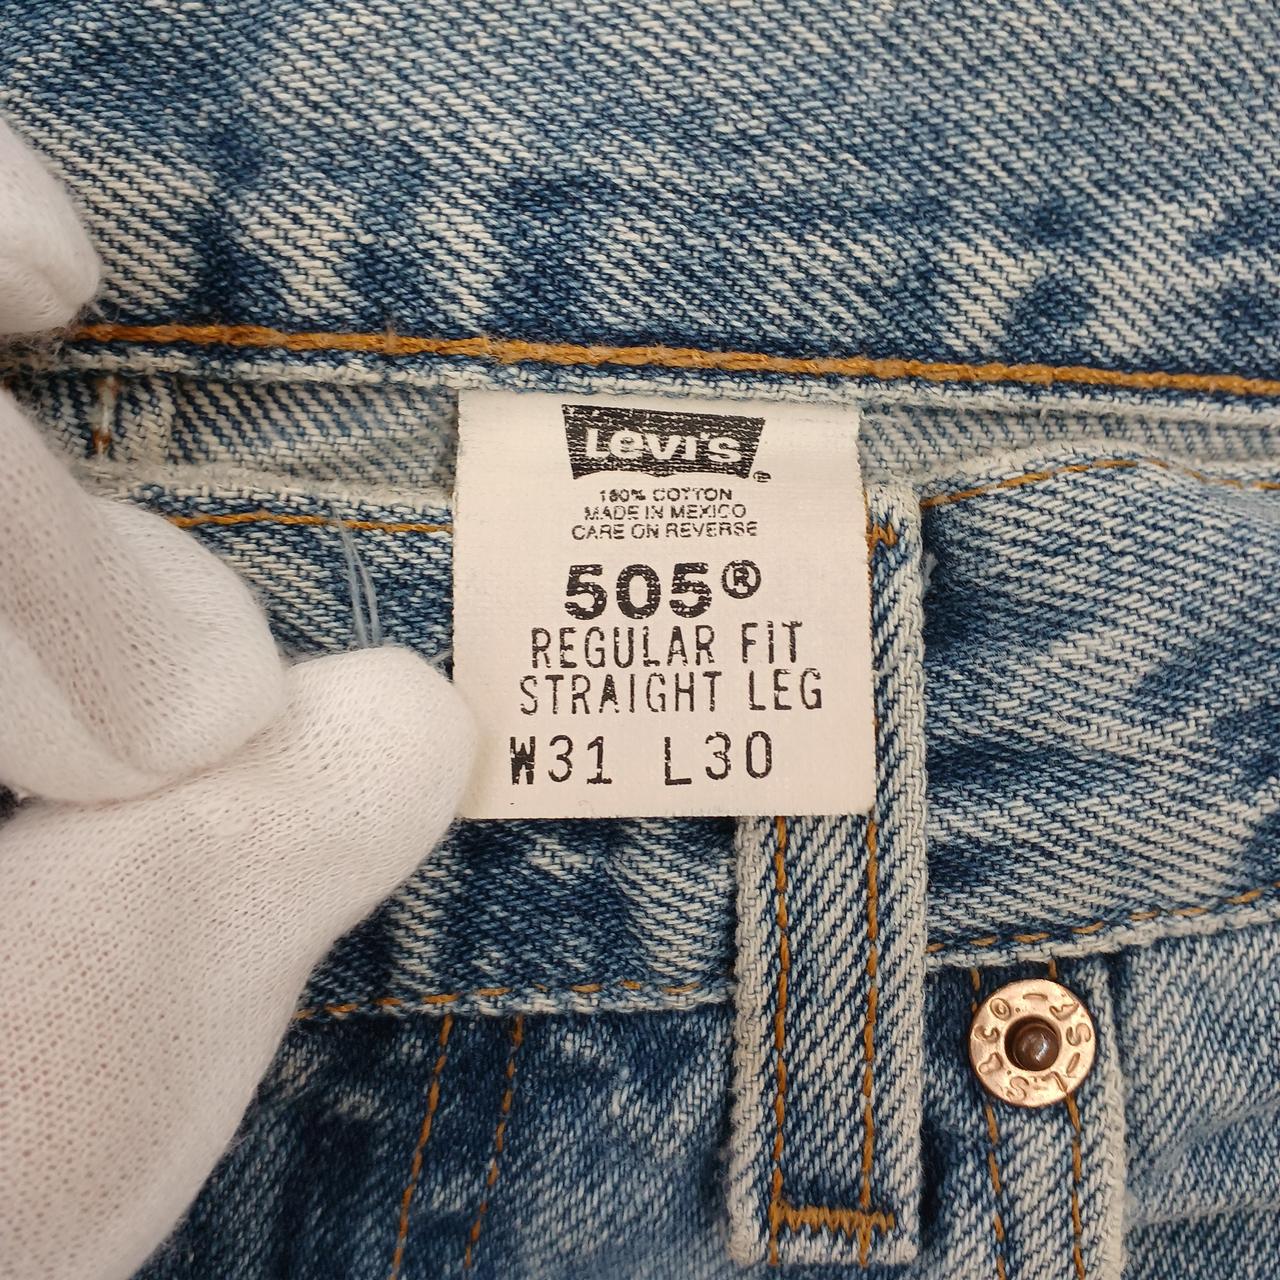 Levi's®
100% COTTON
MADE IN MEXICO
CARE ON REVERSE
505®
REGULAR FIT
STRAIGHT LEG
W31 L30